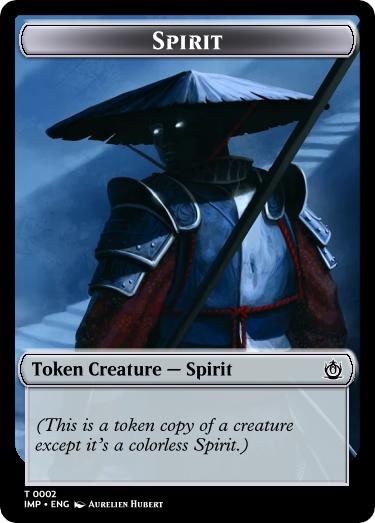 Spirit
Token Creature — Spirit
(This is a token copy of a creature
except it's a colorless Spirit.)
T 0002
IMP • ENG Aurelien Hubert